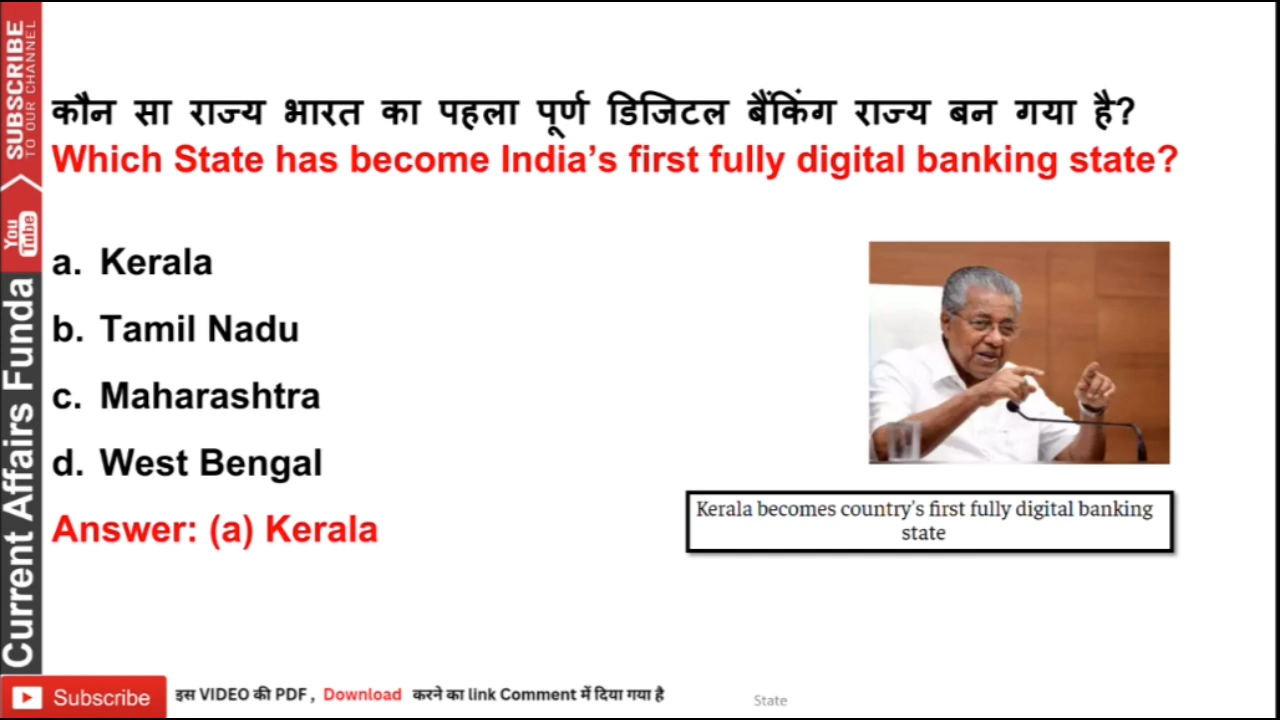 SUBSCRIBE
TO OUR CHANNEL
You
Tube
Current Affairs Funda
कौन सा राज्य भारत का पहला पूर्ण डिजिटल बैंकिंग राज्य बन गया है?
Which State has become India’s first fully digital banking state?
a. Kerala
b. Tamil Nadu
c. Maharashtra
d. West Bengal
Answer: (a) Kerala
Kerala becomes country's first fully digital banking
state
Subscribe
इस VIDEO की PDF , Download करने का link Comment में दिया गया है
State